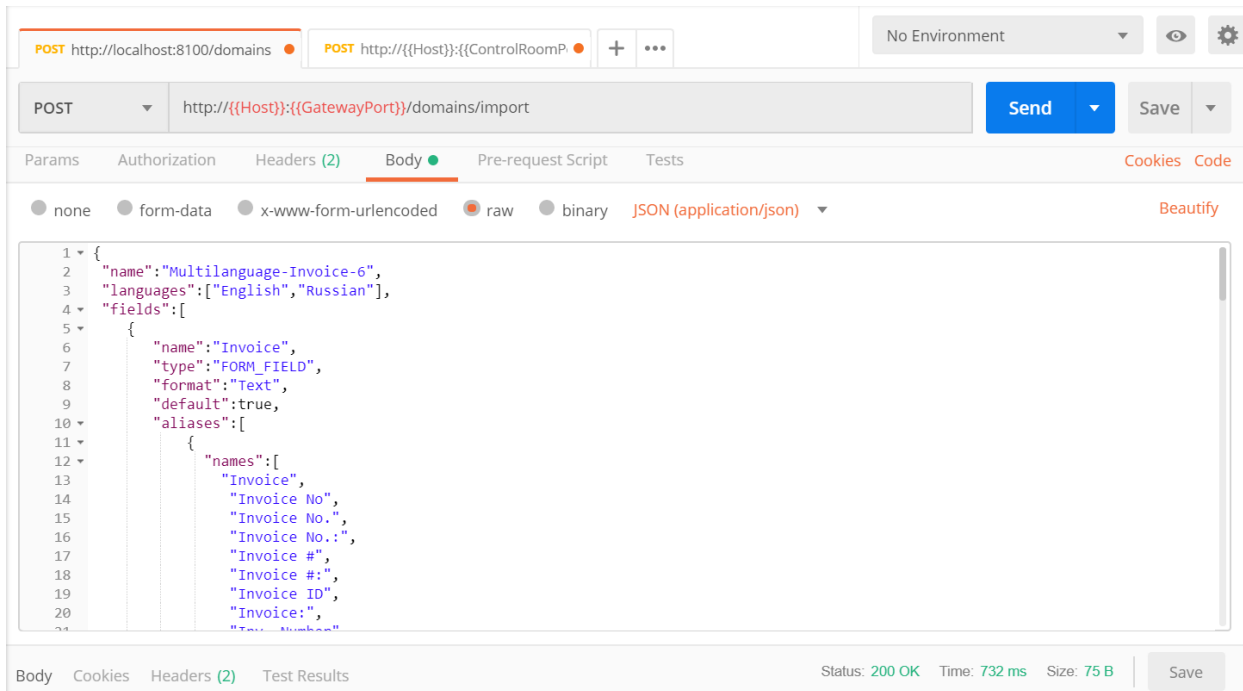 POST http://localhost:8100/domains POST http://{{Host}}:{{ControlRoomP No Environment
POST http://{{Host}}:{{GatewayPort}}/domains/import Send Save
Params Authorization Headers (2) Body Pre-request Script Tests Cookies Code
none form-data x-www-form-urlencoded raw binary JSON (application/json) Beautify
1 {
2 "name":"Multilanguage-Invoice-6",
3 "languages":["English","Russian"],
4 "fields":[
5 {
6 "name":"Invoice",
7 "type":"FORM_FIELD",
8 "format":"Text",
9 "default":true,
10 "aliases":[
11 {
12 "names":[
13 "Invoice",
14 "Invoice No",
15 "Invoice No.",
16 "Invoice No.:",
17 "Invoice #",
18 "Invoice #:",
19 "Invoice ID",
20 "Invoice:",
21 "Inv. Number"
Body Cookies Headers (2) Test Results Status: 200 OK Time: 732 ms Size: 75 B Save